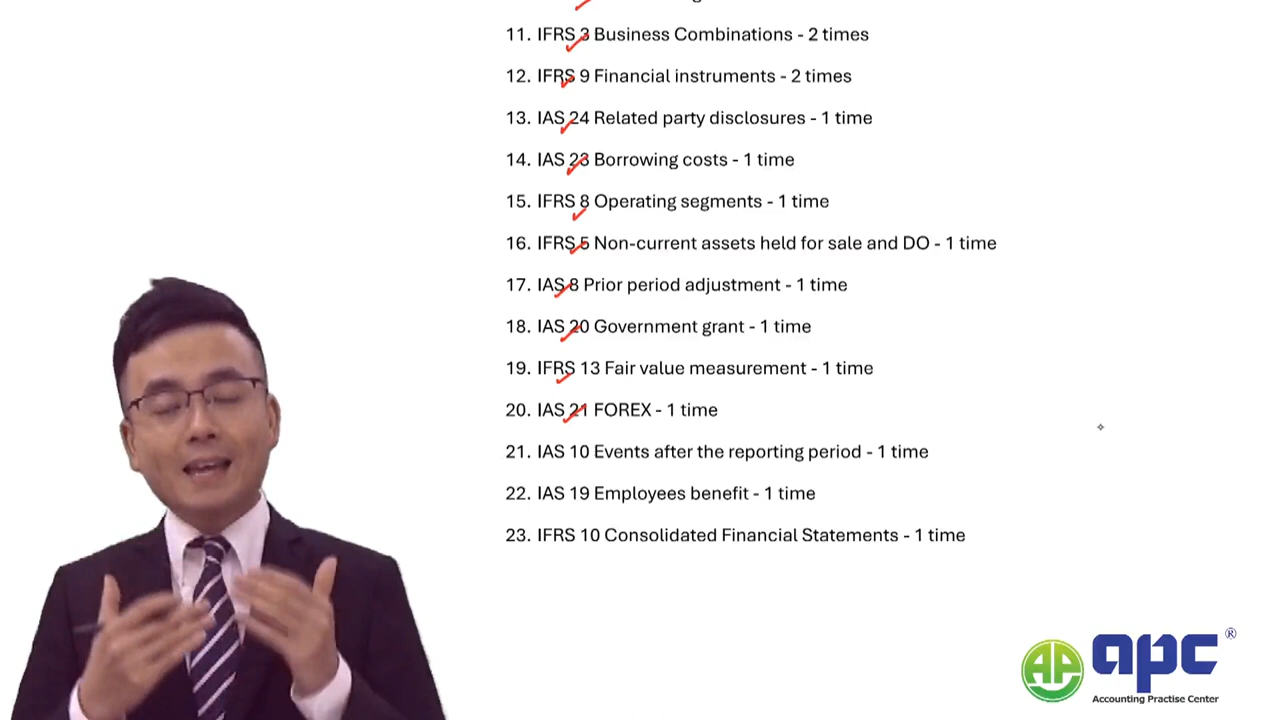 11. IFRS 3 Business Combinations - 2 times
12. IFRS 9 Financial instruments - 2 times
13. IAS 24 Related party disclosures - 1 time
14. IAS 23 Borrowing costs - 1 time
15. IFRS 8 Operating segments - 1 time
16. IFRS 5 Non-current assets held for sale and DO - 1 time
17. IAS 8 Prior period adjustment - 1 time
18. IAS 20 Government grant - 1 time
19. IFRS 13 Fair value measurement - 1 time
20. IAS 21 FOREX - 1 time
21. IAS 10 Events after the reporting period - 1 time
22. IAS 19 Employees benefit - 1 time
23. IFRS 10 Consolidated Financial Statements - 1 time
AP apc ®
Accounting Practise Center